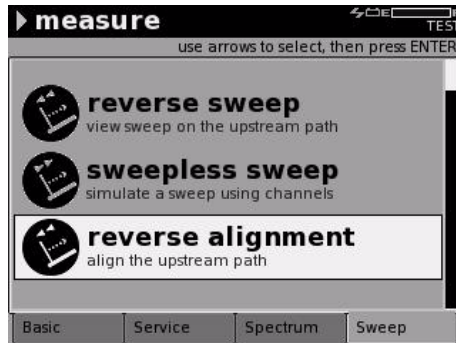 measure
E
TEST
use arrows to select, then press ENTER
reverse sweep
view sweep on the upstream path
sweepless sweep
simulate a sweep using channels
reverse alignment
align the upstream path
Basic Service Spectrum Sweep